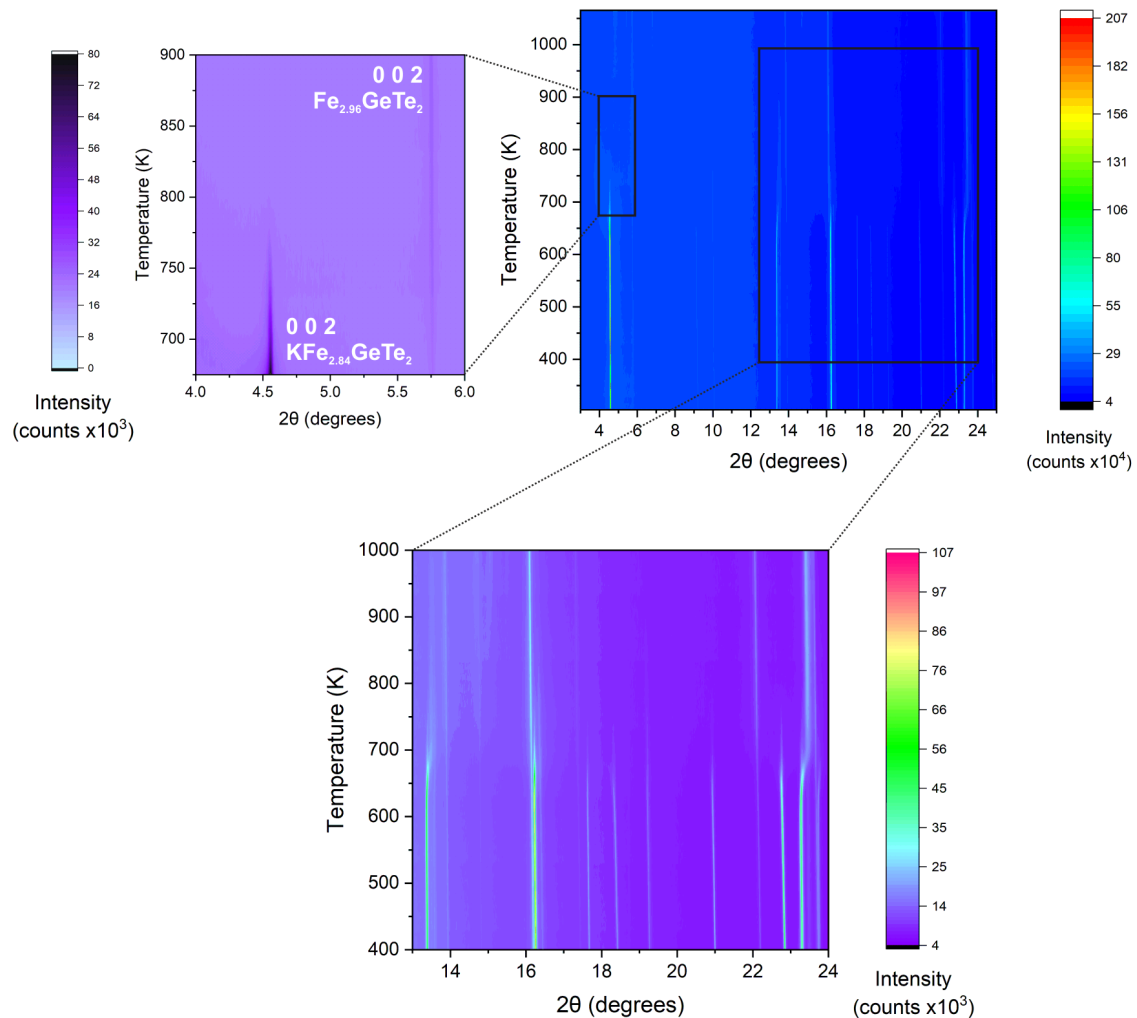 80
72
64
56
48
40
32
24
16
8
0
Intensity
(counts x10³)
900
850
800
750
700
Temperature (K)
0 0 2
Fe₂.₉₆GeTe₂
0 0 2
KFe₂.₈₄GeTe₂
4.0 4.5 5.0 5.5 6.0
2θ (degrees)
1000
900
800
700
600
500
400
Temperature (K)
4 6 8 10 12 14 16 18 20 22 24
2θ (degrees)
207
182
157
131
106
80
55
29
4
Intensity
(counts x10⁴)
1000
900
800
700
600
500
400
Temperature (K)
14 16 18 20 22 24
2θ (degrees)
107
97
86
76
66
56
45
35
25
14
4
Intensity
(counts x10³)